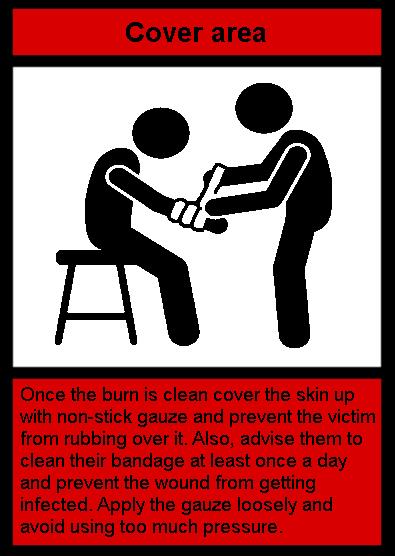 Cover area
Once the burn is clean cover the skin up
with non-stick gauze and prevent the victim
from rubbing over it. Also, advise them to
clean their bandage at least once a day
and prevent the wound from getting
infected. Apply the gauze loosely and
avoid using too much pressure.